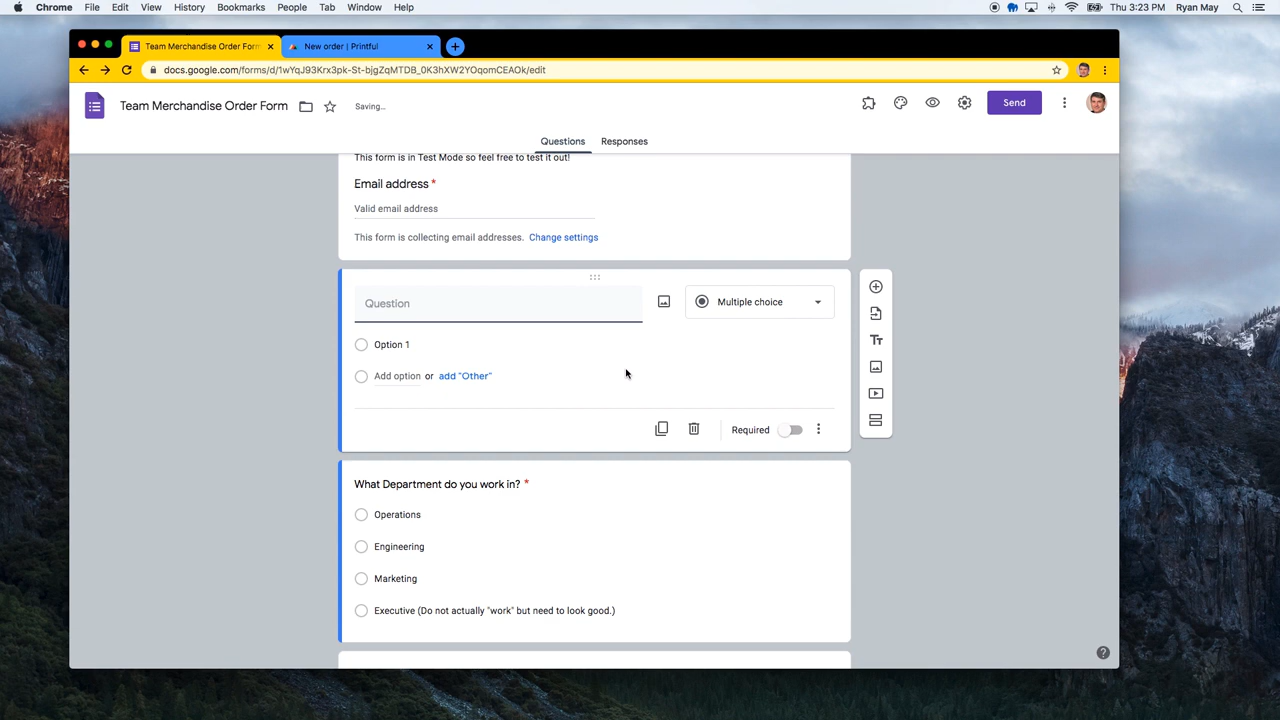 Chrome File Edit View History Bookmarks People Tab Window Help Thu 3:23 PM Ryan May
Team Merchandise Order Form New order | Printful
docs.google.com/forms/d/1wYqJ93Krx3pk-St-bjgZqMTDB_0K3hXW2YOqomCEAOk/edit
Team Merchandise Order Form Saving... Send
Questions Responses
This form is in Test Mode so feel free to test it out!
Email address *
Valid email address
This form is collecting email addresses. Change settings
Question Multiple choice
Option 1
Add option or add "Other"
Required
What Department do you work in? *
Operations
Engineering
Marketing
Executive (Do not actually "work" but need to look good.)